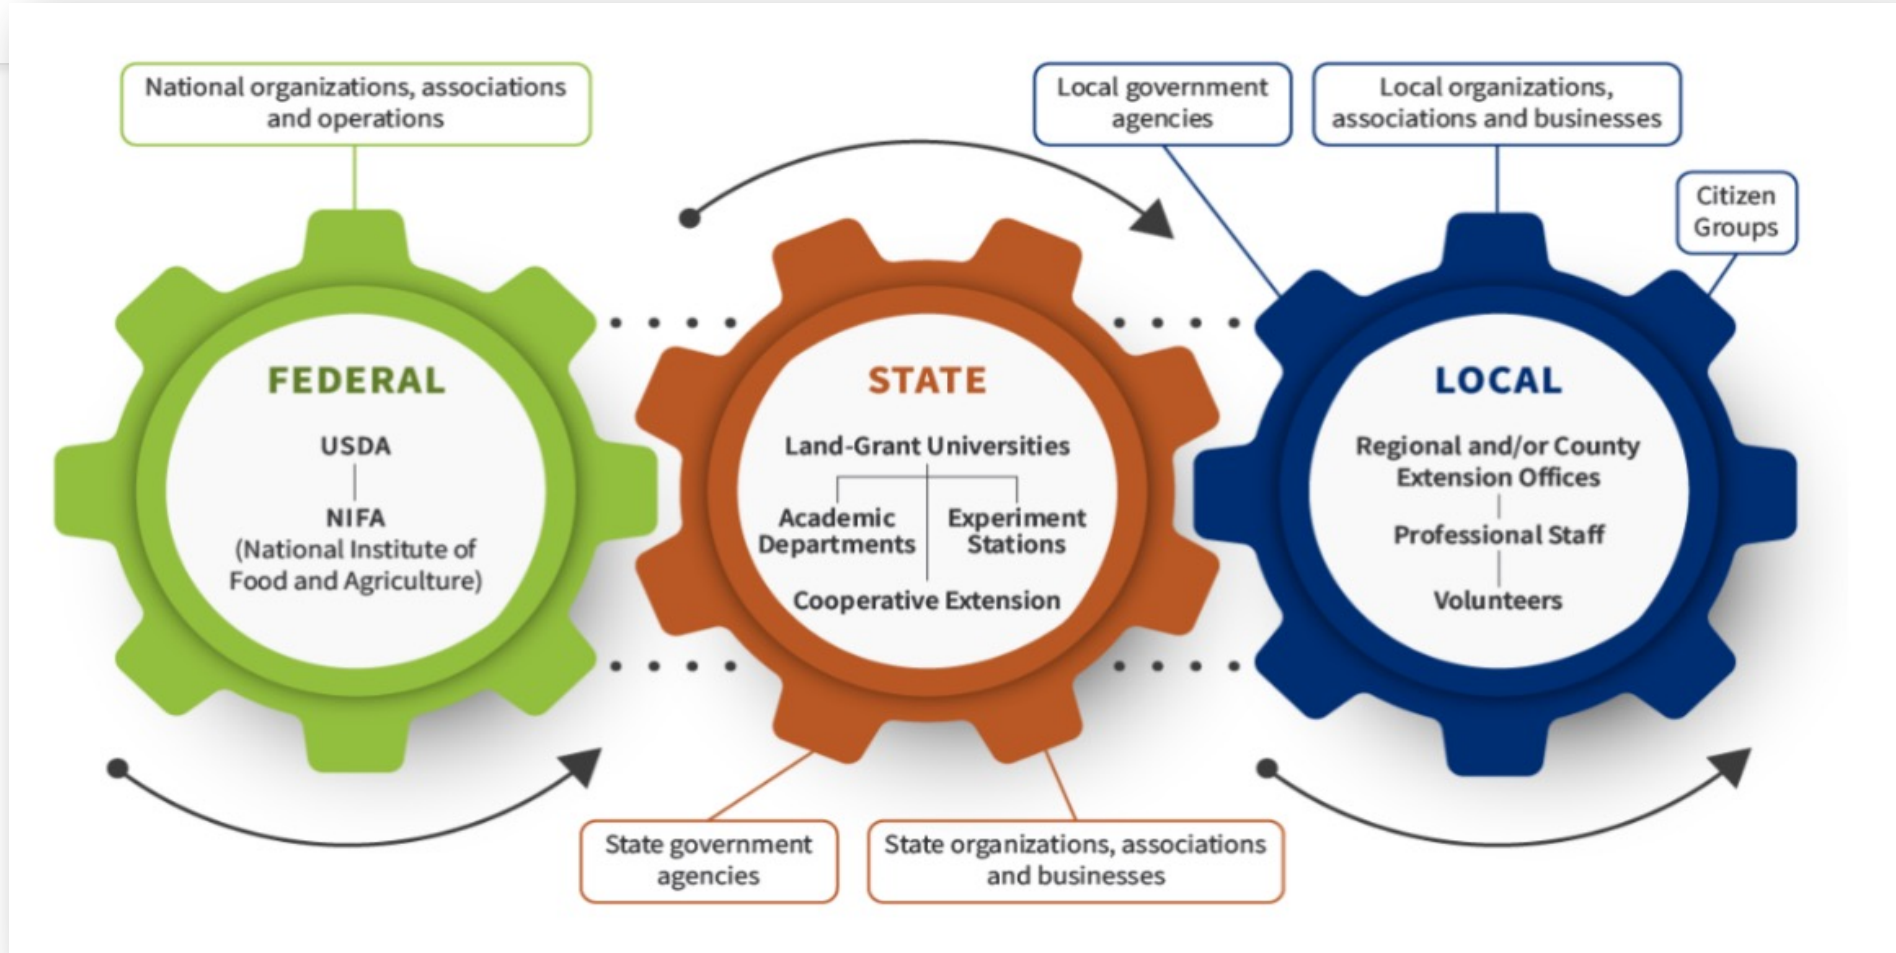 National organizations, associations
and operations
Local government
agencies
Local organizations,
associations and businesses
Citizen
Groups
FEDERAL
USDA
NIFA
(National Institute of
Food and Agriculture)
STATE
Land-Grant Universities
Academic
Departments
Experiment
Stations
Cooperative Extension
LOCAL
Regional and/or County
Extension Offices
Professional Staff
Volunteers
State government
agencies
State organizations, associations
and businesses